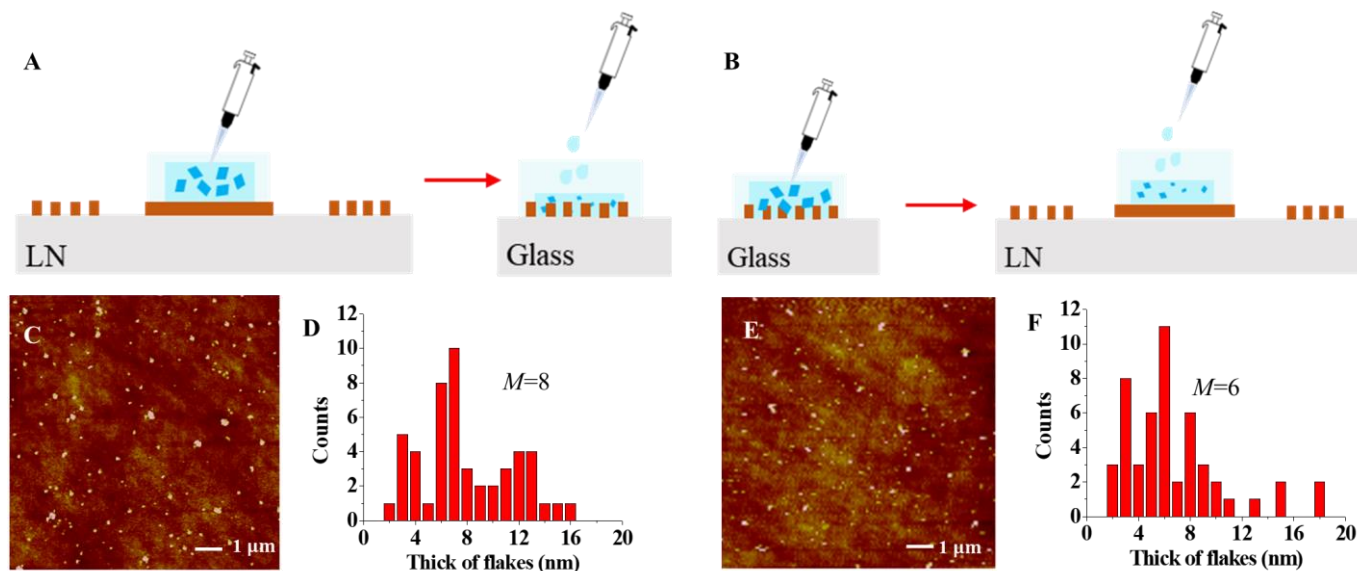 A
LN
Glass
B
Glass
LN
C
1 μm
D
12
10
8
6
4
2
0
Counts
M=8
0 4 8 12 16 20
Thick of flakes (nm)
E
1 μm
F
12
10
8
6
4
2
0
Counts
M=6
0 4 8 12 16 20
Thick of flakes (nm)